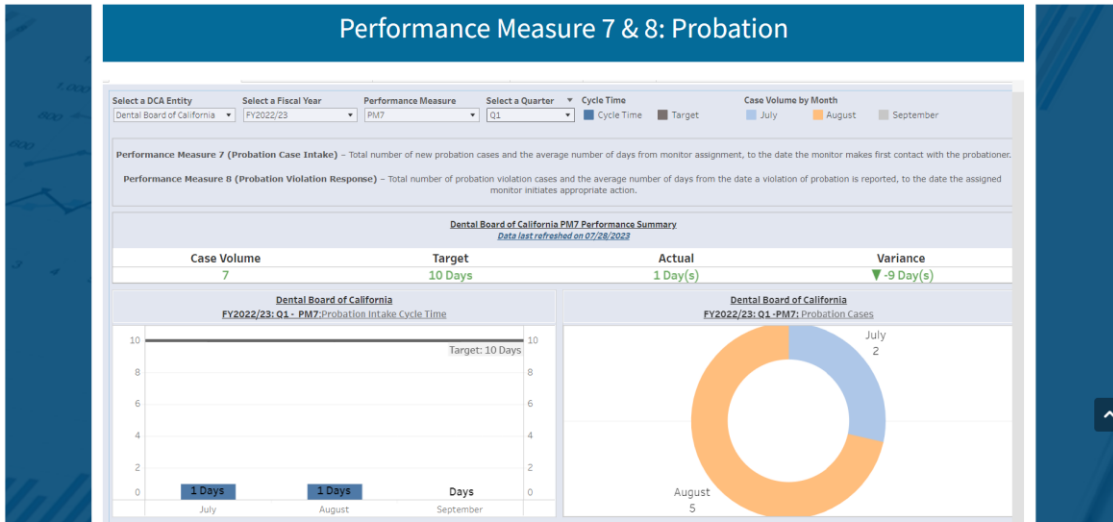 Performance Measure 7 & 8: Probation
Select a DCA Entity
Select a Fiscal Year
Performance Measure
Select a Quarter
Cycle Time
Case Volume by Month
Dental Board of California
FY2022/23
PM7
Q1
Cycle Time
Target
July
August
September
Performance Measure 7 (Probation Case Intake) – Total number of new probation cases and the average number of days from monitor assignment, to the date the monitor makes first contact with the probationer.
Performance Measure 8 (Probation Violation Response) – Total number of probation violation cases and the average number of days from the date a violation of probation is reported, to the date the assigned
monitor initiates appropriate action.
Dental Board of California PM7 Performance Summary
Data last refreshed on 07/28/2023
Case Volume
Target
Actual
Variance
7
10 Days
1 Day(s)
▼ -9 Day(s)
Dental Board of California
FY2022/23: Q1 - PM7:Probation Intake Cycle Time
10
8
6
4
2
0
Target: 10 Days
10
8
6
4
2
0
1 Days
1 Days
Days
July
August
September
Dental Board of California
FY2022/23: Q1 -PM7: Probation Cases
July
2
August
5